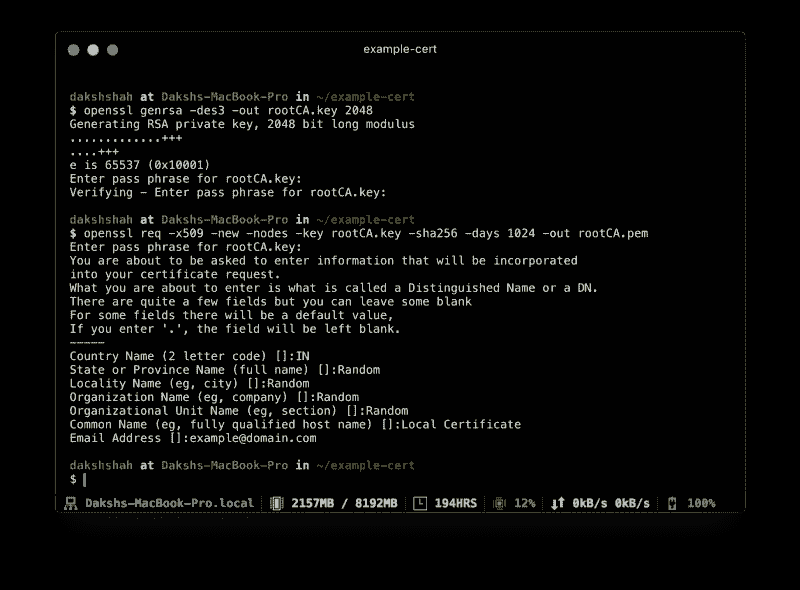 example-cert
dakshshah at Dakshs-MacBook-Pro in ~/example-cert
$ openssl genrsa -des3 -out rootCA.key 2048
Generating RSA private key, 2048 bit long modulus
.............+++
....+++
e is 65537 (0x10001)
Enter pass phrase for rootCA.key:
Verifying - Enter pass phrase for rootCA.key:
dakshshah at Dakshs-MacBook-Pro in ~/example-cert
$ openssl req -x509 -new -nodes -key rootCA.key -sha256 -days 1024 -out rootCA.pem
Enter pass phrase for rootCA.key:
You are about to be asked to enter information that will be incorporated
into your certificate request.
What you are about to enter is what is called a Distinguished Name or a DN.
There are quite a few fields but you can leave some blank
For some fields there will be a default value,
If you enter '.', the field will be left blank.
-----
Country Name (2 letter code) []:IN
State or Province Name (full name) []:Random
Locality Name (eg, city) []:Random
Organization Name (eg, company) []:Random
Organizational Unit Name (eg, section) []:Random
Common Name (eg, fully qualified host name) []:Local Certificate
Email Address []:example@domain.com
dakshshah at Dakshs-MacBook-Pro in ~/example-cert
$
Dakshs-MacBook-Pro.local 2157MB / 8192MB 194HRS 12% 0kB/s 0kB/s 100%